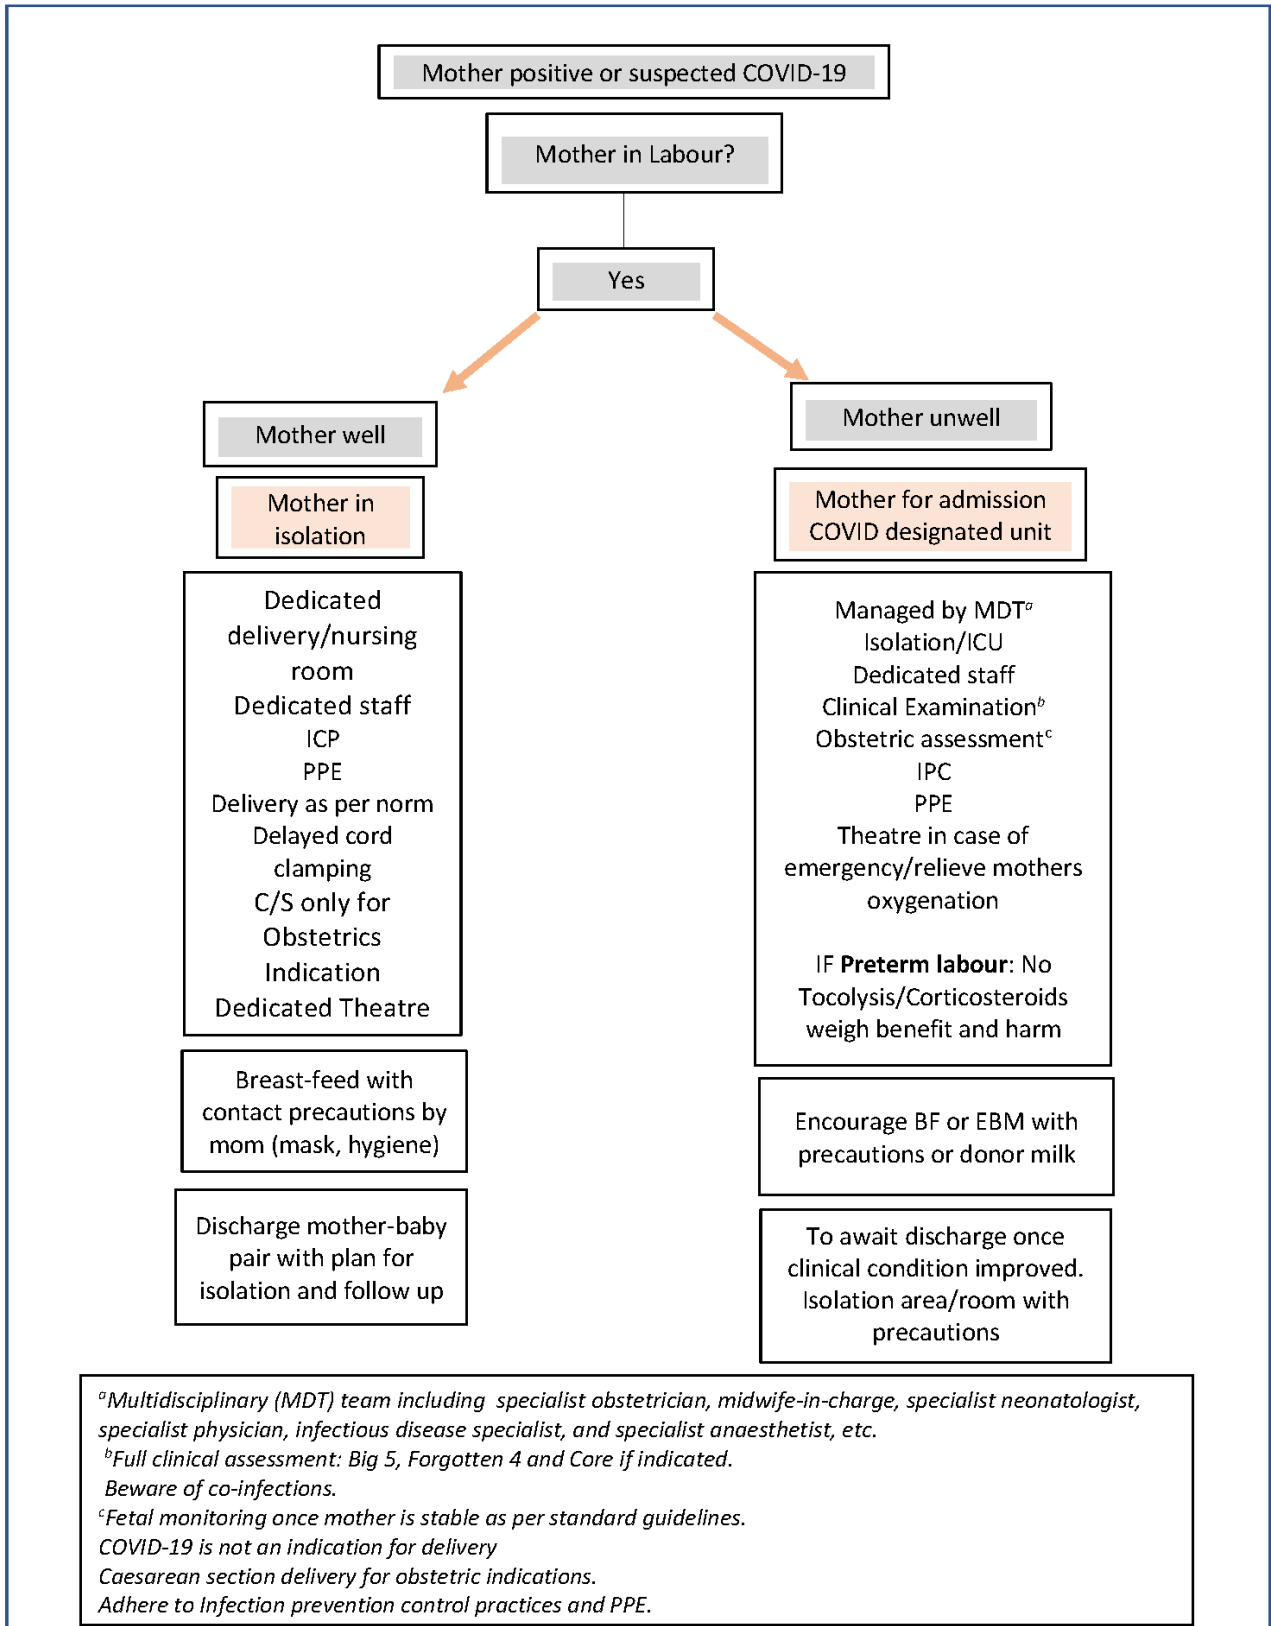 Mother positive or suspected COVID-19
Mother in Labour?
Yes
Mother well
Mother in
isolation
Dedicated
delivery/nursing
room
Dedicated staff
ICP
PPE
Delivery as per norm
Delayed cord
clamping
C/S only for
Obstetrics
Indication
Dedicated Theatre
Breast-feed with
contact precautions by
mom (mask, hygiene)
Discharge mother-baby
pair with plan for
isolation and follow up
Mother unwell
Mother for admission
COVID designated unit
Managed by MDTᵃ
Isolation/ICU
Dedicated staff
Clinical Examinationᵇ
Obstetric assessmentᶜ
IPC
PPE
Theatre in case of
emergency/relieve mothers
oxygenation
IF Preterm labour: No
Tocolysis/Corticosteroids
weigh benefit and harm
Encourage BF or EBM with
precautions or donor milk
To await discharge once
clinical condition improved.
Isolation area/room with
precautions
ᵃMultidisciplinary (MDT) team including specialist obstetrician, midwife-in-charge, specialist neonatologist,
specialist physician, infectious disease specialist, and specialist anaesthetist, etc.
ᵇFull clinical assessment: Big 5, Forgotten 4 and Core if indicated.
Beware of co-infections.
ᶜFetal monitoring once mother is stable as per standard guidelines.
COVID-19 is not an indication for delivery
Caesarean section delivery for obstetric indications.
Adhere to Infection prevention control practices and PPE.